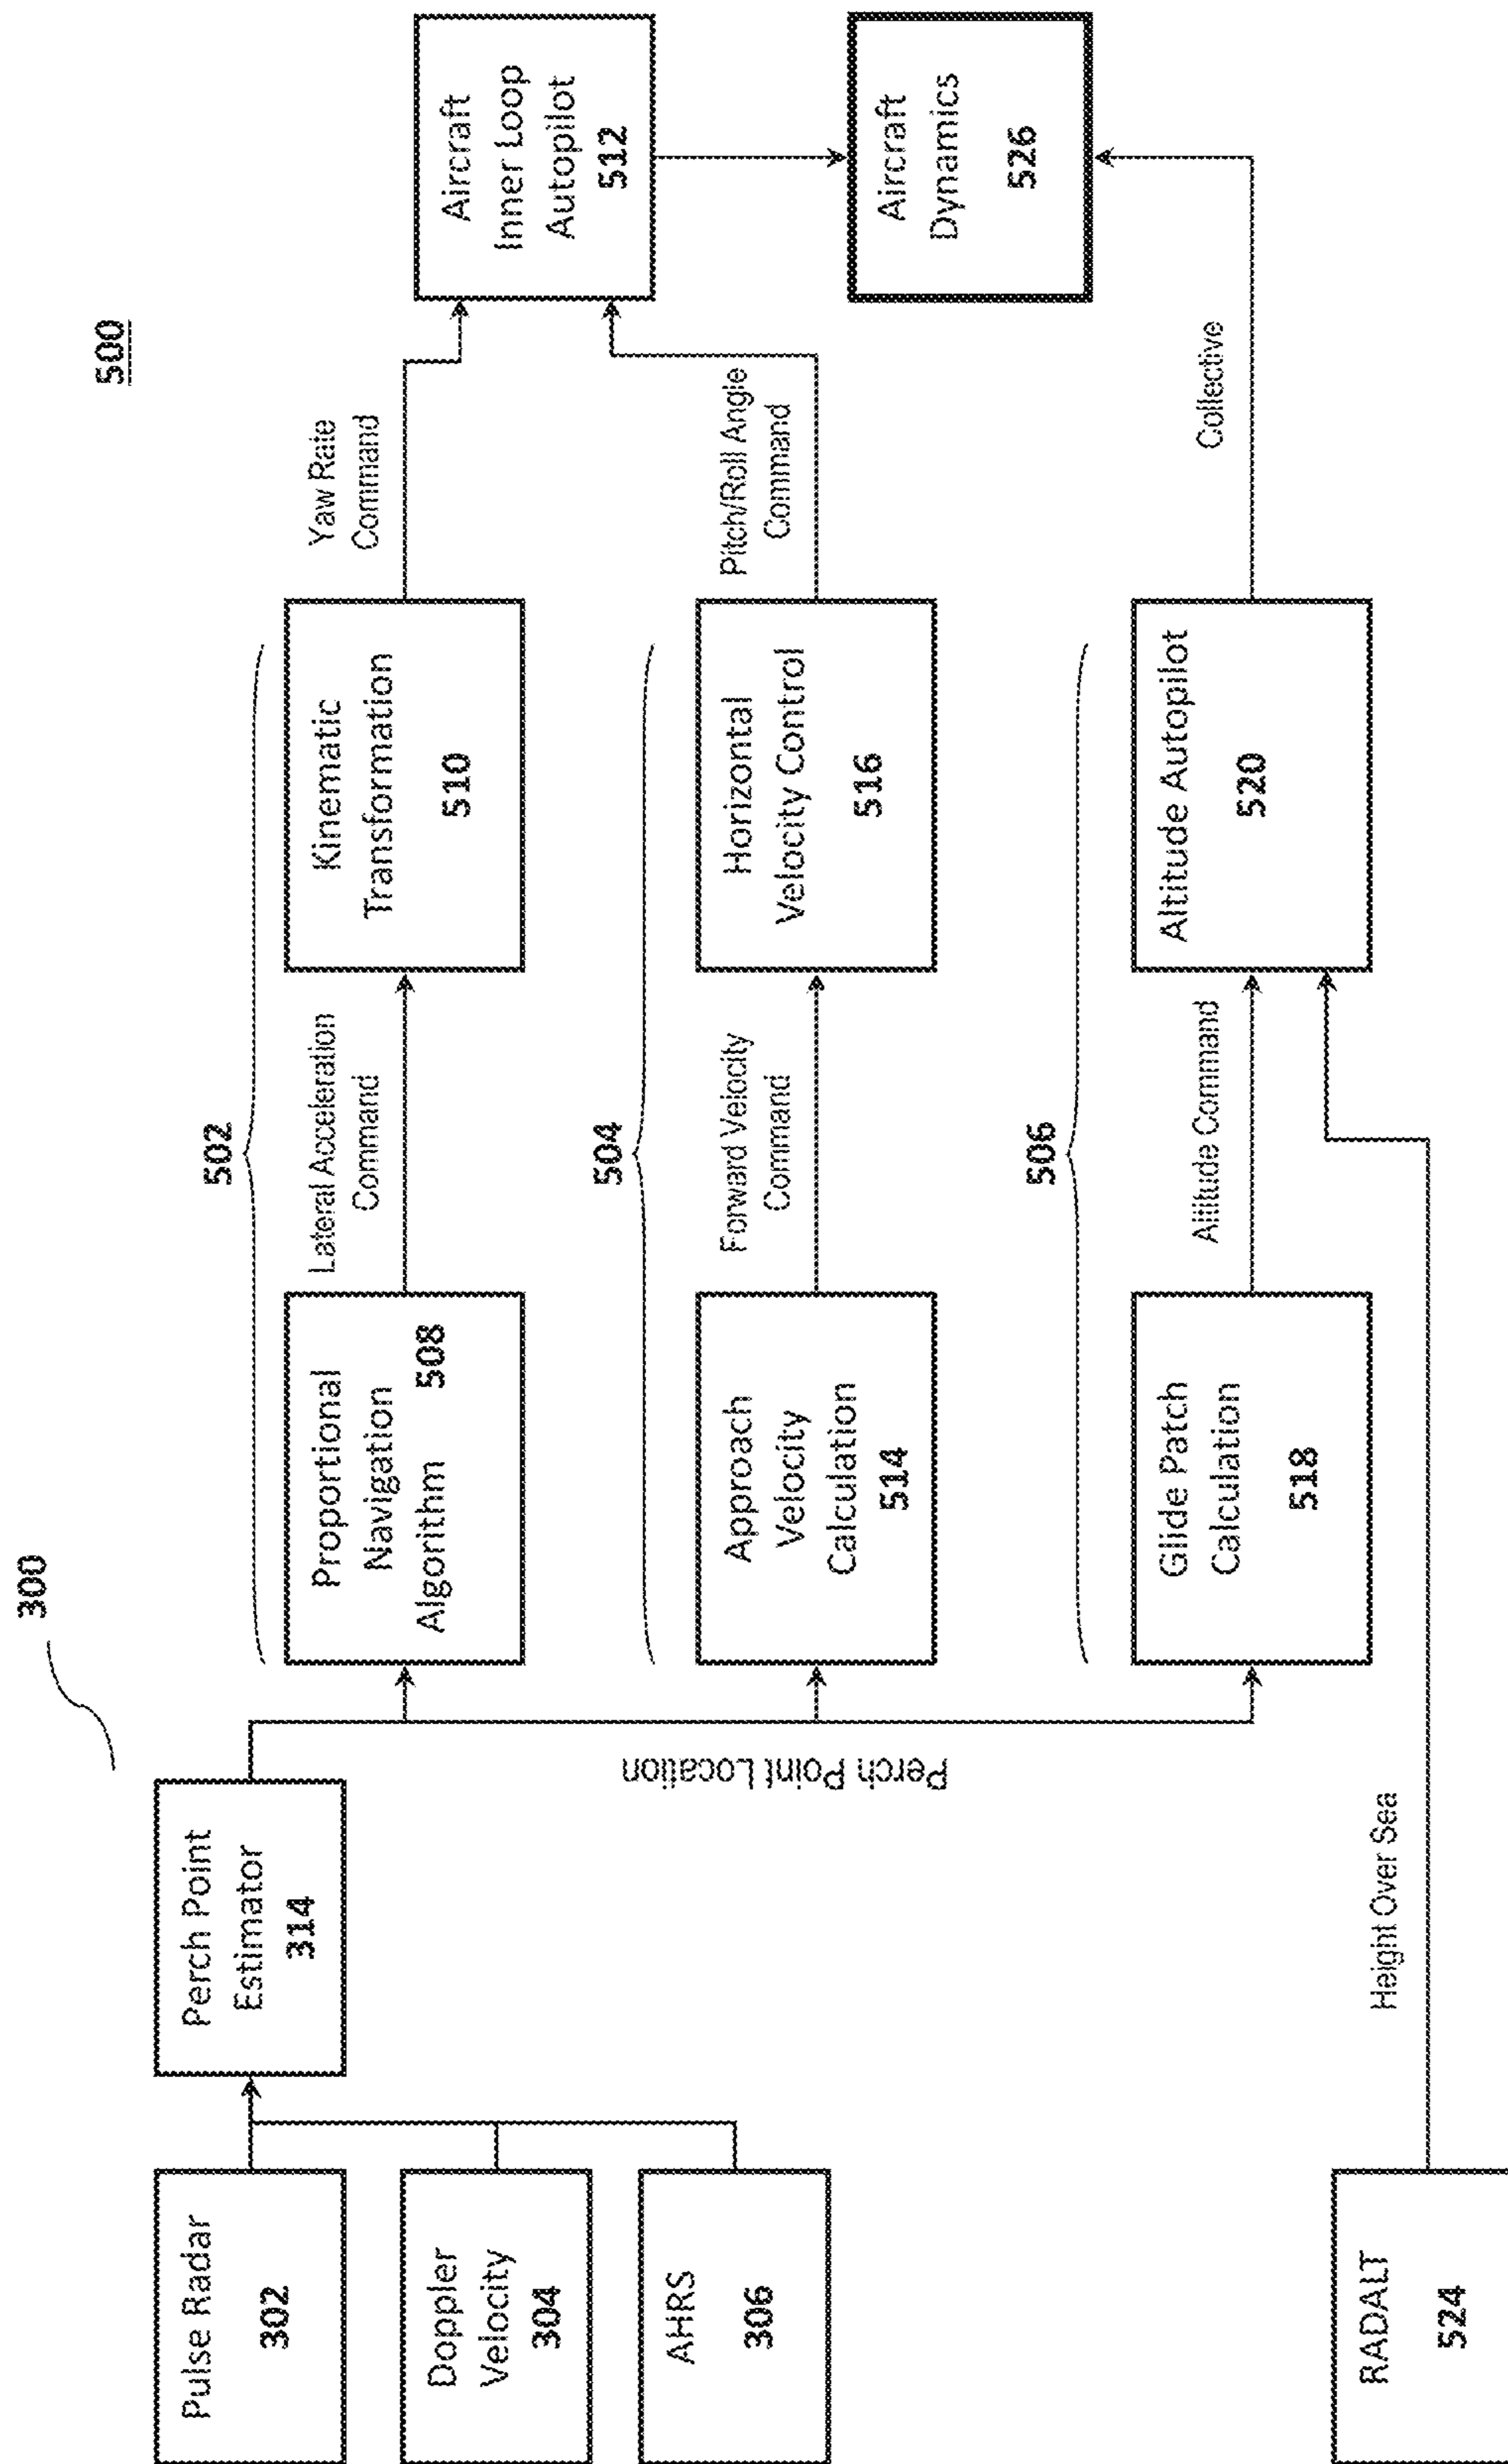 500
300
Pulse Radar
302
Doppler
Velocity
304
AHRS
306
RADALT
524
Perch Point
Estimator
314
Perch Point Location
Height Over Sea
502
Proportional
Navigation
Algorithm 508
Lateral Acceleration
Command
Kinematic
Transformation
510
Yaw Rate
Command
504
Approach
Velocity
Calculation
514
Forward Velocity
Command
Horizontal
Velocity Control
516
Pitch/Roll Angle
Command
506
Glide Patch
Calculation
518
Altitude Command
Altitude Autopilot
520
Collective
Aircraft
Inner Loop
Autopilot
512
Aircraft
Dynamics
526